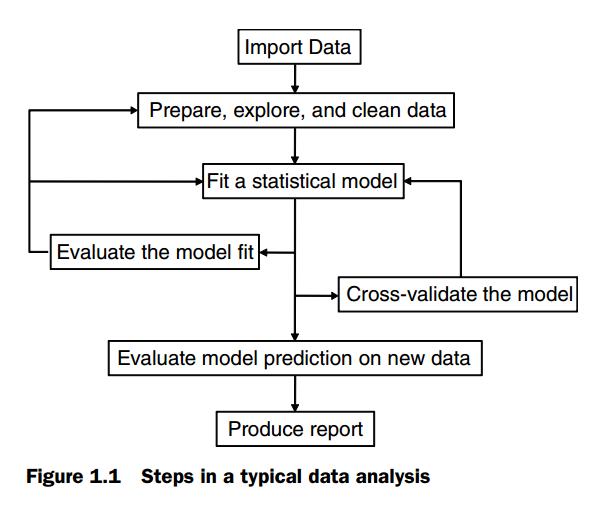 Import Data
Prepare, explore, and clean data
Fit a statistical model
Evaluate the model fit
Cross-validate the model
Evaluate model prediction on new data
Produce report
Figure 1.1 Steps in a typical data analysis